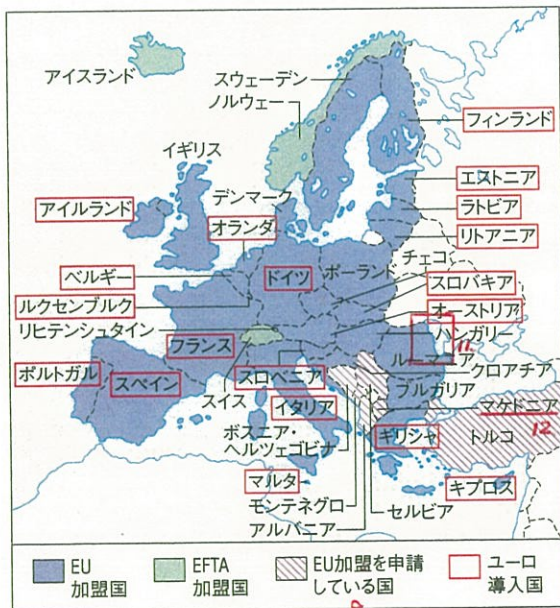 アイスランド
スウェーデン
ノルウェー
フィンランド
イギリス
エストニア
デンマーク
アイルランド
ラトビア
オランダ
リトアニア
チェコ
ベルギー
ドイツ
ポーランド
スロバキア
ルクセンブルク
オーストリア
リヒテンシュタイン
ハンガリー
11.
フランス
ルーマニア
クロアチア
ポルトガル
スペイン
スロベニア
スイス
ブルガリア
マケドニア
イタリア
12
ボスニア・
ヘルツェゴビナ
ギリシャ
トルコ
マルタ
キプロス
モンテネグロ
セルビア
アルバニア
EU
加盟国
EFTA
加盟国
EU加盟を申請
している国
ユーロ
導入国